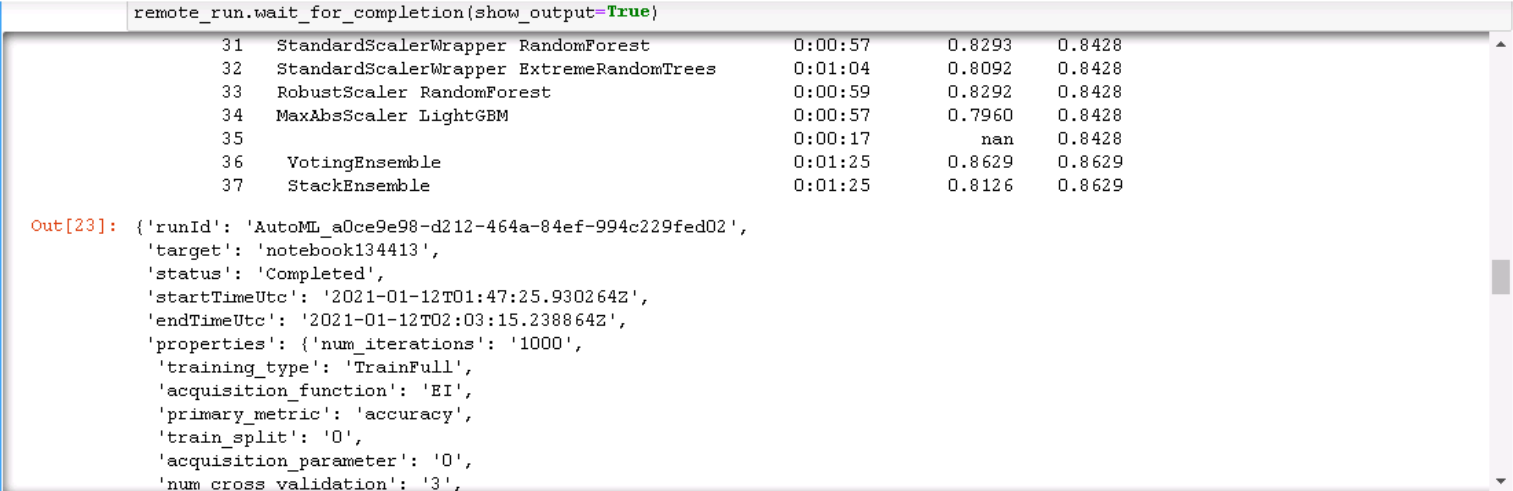 remote_run.wait_for_completion(show_output=True)
31 StandardScalerWrapper RandomForest 0:00:57 0.8293 0.8428
32 StandardScalerWrapper ExtremeRandomTrees 0:01:04 0.8092 0.8428
33 RobustScaler RandomForest 0:00:59 0.8292 0.8428
34 MaxAbsScaler LightGBM 0:00:57 0.7960 0.8428
35 0:00:17 nan 0.8428
36 VotingEnsemble 0:01:25 0.8629 0.8629
37 StackEnsemble 0:01:25 0.8126 0.8629
Out[23]: {'runId': 'AutoML_a0ce9e98-d212-464a-84ef-994c229fed02',
'target': 'notebook134413',
'status': 'Completed',
'startTimeUtc': '2021-01-12T01:47:25.930264Z',
'endTimeUtc': '2021-01-12T02:03:15.238864Z',
'properties': {'num_iterations': '1000',
'training_type': 'TrainFull',
'acquisition_function': 'EI',
'primary_metric': 'accuracy',
'train_split': '0',
'acquisition_parameter': '0',
'num_cross_validation': '3',